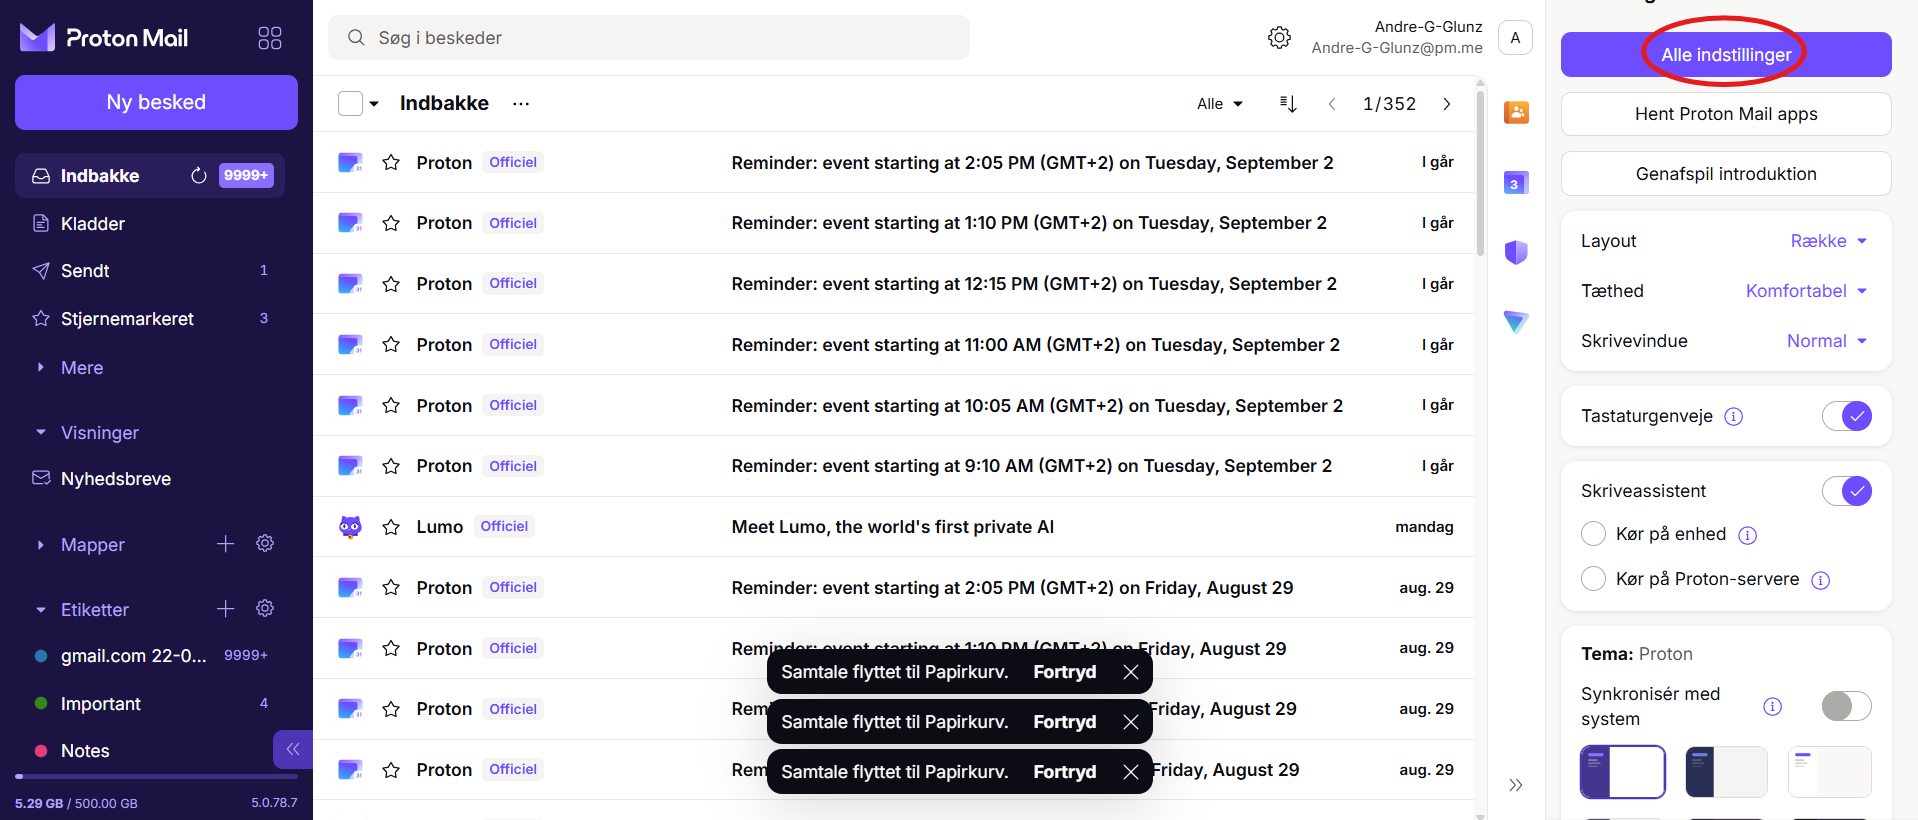 Proton Mail
Ny besked
Indbakke 9999+
Kladder
Sendt 1
Stjernemarkeret 3
Mere
Visninger
Nyhedsbreve
Mapper
Etiketter
gmail.com 22-0... 9999+
Important 4
Notes
5.29 GB / 500.00 GB 5.0.78.7
Søg i beskeder
Andre-G-Glunz
Andre-G-Glunz@pm.me
A
Indbakke ... Alle 1/352
Proton Officiel Reminder: event starting at 2:05 PM (GMT+2) on Tuesday, September 2 I går
Proton Officiel Reminder: event starting at 1:10 PM (GMT+2) on Tuesday, September 2 I går
Proton Officiel Reminder: event starting at 12:15 PM (GMT+2) on Tuesday, September 2 I går
Proton Officiel Reminder: event starting at 11:00 AM (GMT+2) on Tuesday, September 2 I går
Proton Officiel Reminder: event starting at 10:05 AM (GMT+2) on Tuesday, September 2 I går
Proton Officiel Reminder: event starting at 9:10 AM (GMT+2) on Tuesday, September 2 I går
Lumo Officiel Meet Lumo, the world's first private AI mandag
Proton Officiel Reminder: event starting at 2:05 PM (GMT+2) on Friday, August 29 aug. 29
Proton Officiel Reminder: event starting at 1:10 PM (GMT+2) on Friday, August 29 aug. 29
Proton Officiel Friday, August 29 aug. 29
Proton Officiel Friday, August 29 aug. 29
Samtale flyttet til Papirkurv. Fortryd
Samtale flyttet til Papirkurv. Fortryd
Samtale flyttet til Papirkurv. Fortryd
3
Alle indstillinger
Hent Proton Mail apps
Genafspil introduktion
Layout Række
Tæthed Komfortabel
Skrivevindue Normal
Tastaturgenveje
Skriveassistent
Kør på enhed
Kør på Proton-servere
Tema: Proton
Synkronisér med
system